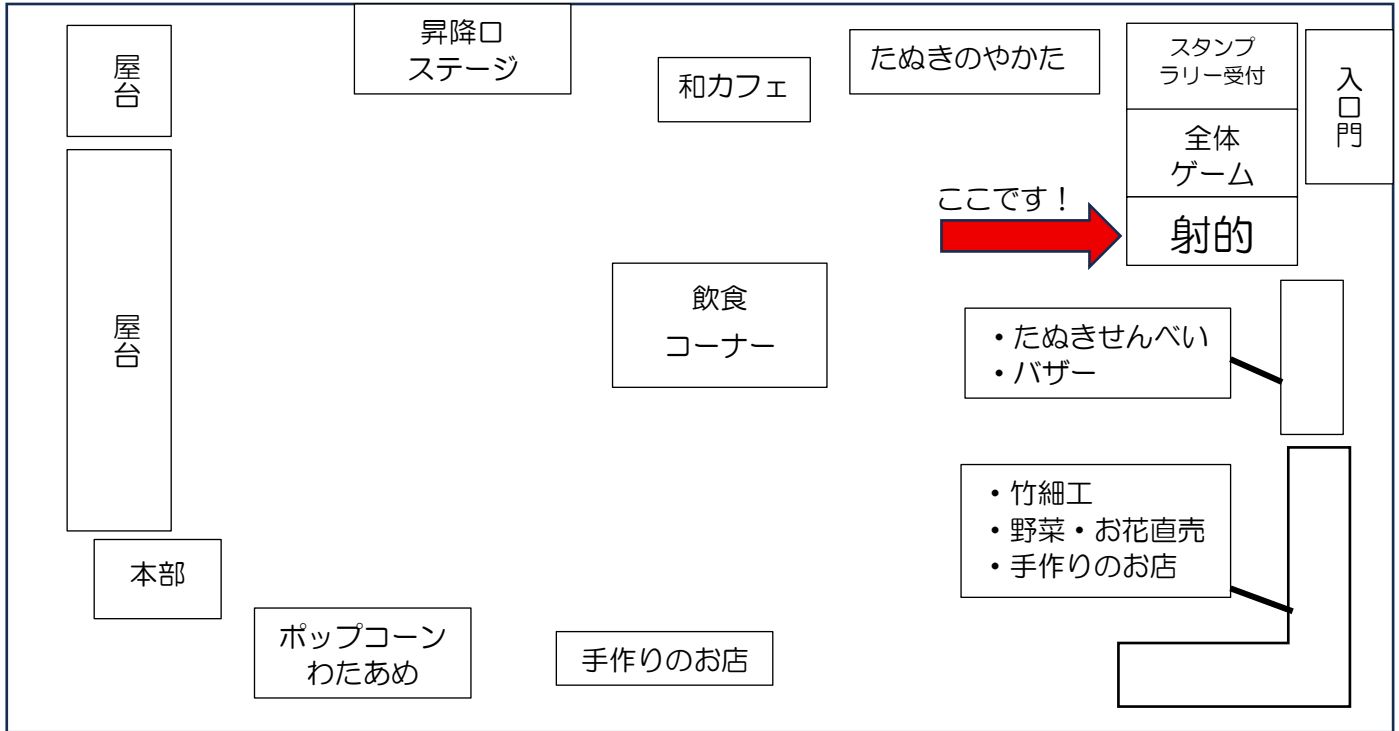 屋台
昇降口
ステージ
和カフェ
たぬきのやかた
スタンプ
ラリー受付
入口門
全体
ゲーム
ここです！
射的
屋台
飲食
コーナー
・たぬきせんべい
・バザー
・竹細工
・野菜・お花直売
・手作りのお店
本部
ポップコーン
わたあめ
手作りのお店